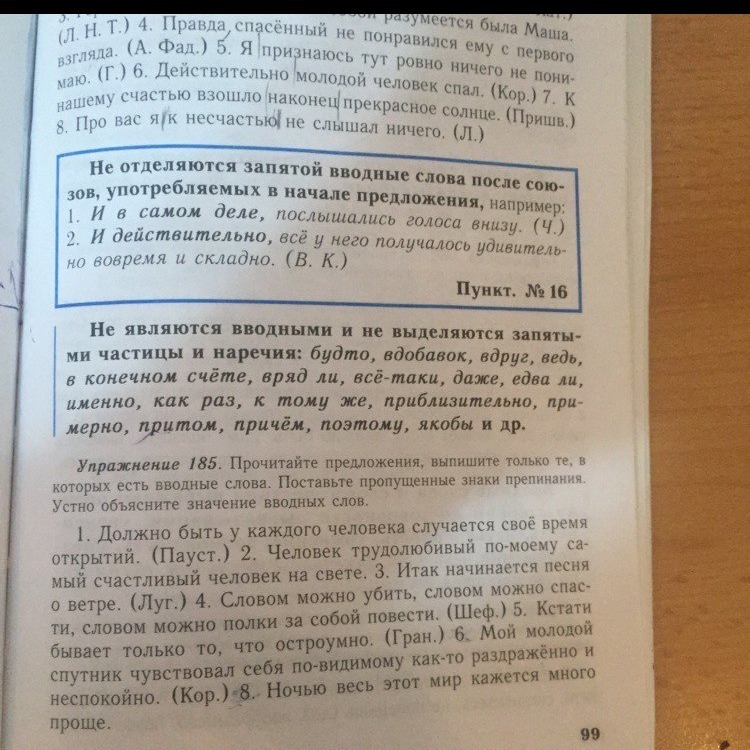 разумеется была Маша.
(Л. Н. Т.) 4. Правда спасённый не понравился ему с первого
взгляда. (А. Фад.) 5. Я признаюсь тут ровно ничего не пони-
маю. (Г.) 6. Действительно молодой человек спал. (Кор.) 7. К
нашему счастью взошло наконец прекрасное солнце. (Пришв.)
8. Про вас я к несчастью не слышал ничего. (Л.)
Не отделяются запятой вводные слова после сою-
зов, употребляемых в начале предложения, например:
1. И в самом деле, послышались голоса внизу. (Ч.)
2. И действительно, всё у него получалось удивитель-
но вовремя и складно. (В. К.)
Пункт. № 16
Не являются вводными и не выделяются запяты-
ми частицы и наречия: будто, вдобавок, вдруг, ведь,
в конечном счёте, вряд ли, всё-таки, даже, едва ли,
именно, как раз, к тому же, приблизительно, при-
мерно, притом, причём, поэтому, якобы и др.
Упражнение 185. Прочитайте предложения, выпишите только те, в
которых есть вводные слова. Поставьте пропущенные знаки препинания.
Устно объясните значение вводных слов.
1. Должно быть у каждого человека случается своё время
открытий. (Пауст.) 2. Человек трудолюбивый по-моему са-
мый счастливый человек на свете. 3. Итак начинается песня
о ветре. (Луг.) 4. Словом можно убить, словом можно спас-
ти, словом можно полки за собой повести. (Шеф.) 5. Кстати
бывает только то, что остроумно. (Гран.) 6. Мой молодой
спутник чувствовал себя по-видимому как-то раздражённо и
неспокойно. (Кор.) 8. Ночью весь этот мир кажется много
проще.
99